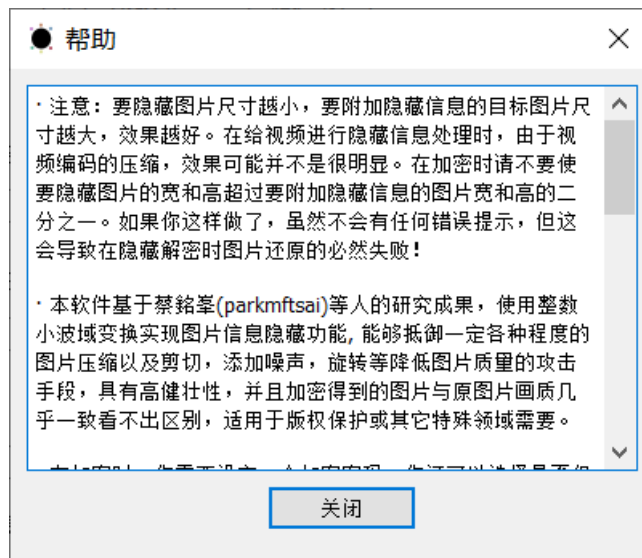 帮助
· 注意：要隐藏图片尺寸越小，要附加隐藏信息的目标图片尺
寸越大，效果越好。在给视频进行隐藏信息处理时，由于视
频编码的压缩，效果可能并不是很明显。在加密时请不要使
要隐藏图片的宽和高超过要附加隐藏信息的图片宽和高的二
分之一。如果你这样做了，虽然不会有任何错误提示，但这
会导致在隐藏解密时图片还原的必然失败！
· 本软件基于蔡銘峯(parkmftsai)等人的研究成果，使用整数
小波域变换实现图片信息隐藏功能, 能够抵御一定各种程度的
图片压缩以及剪切，添加噪声，旋转等降低图片质量的攻击
手段，具有高健壮性，并且加密得到的图片与原图片画质几
乎一致看不出区别，适用于版权保护或其它特殊领域需要。
关闭